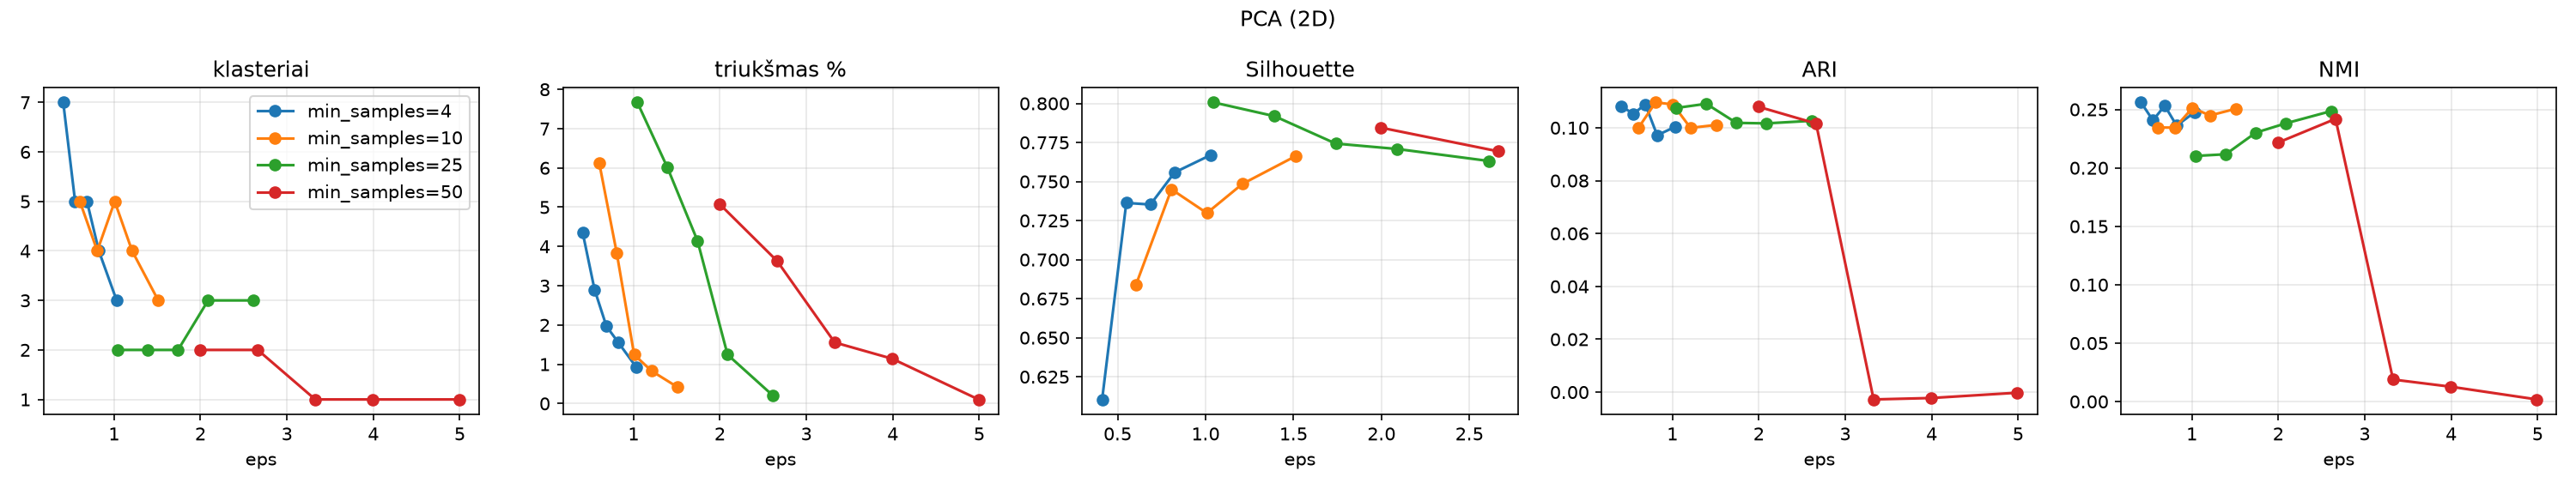 PCA (2D)
klasteriai
7
6
5
4
3
2
1
min_samples=4
min_samples=10
min_samples=25
min_samples=50
1 2 3 4 5
eps
triukšmas %
8
7
6
5
4
3
2
1
0
1 2 3 4 5
eps
Silhouette
0.800
0.775
0.750
0.725
0.700
0.675
0.650
0.625
0.5 1.0 1.5 2.0 2.5
eps
ARI
0.10
0.08
0.06
0.04
0.02
0.00
1 2 3 4 5
eps
NMI
0.25
0.20
0.15
0.10
0.05
0.00
1 2 3 4 5
eps